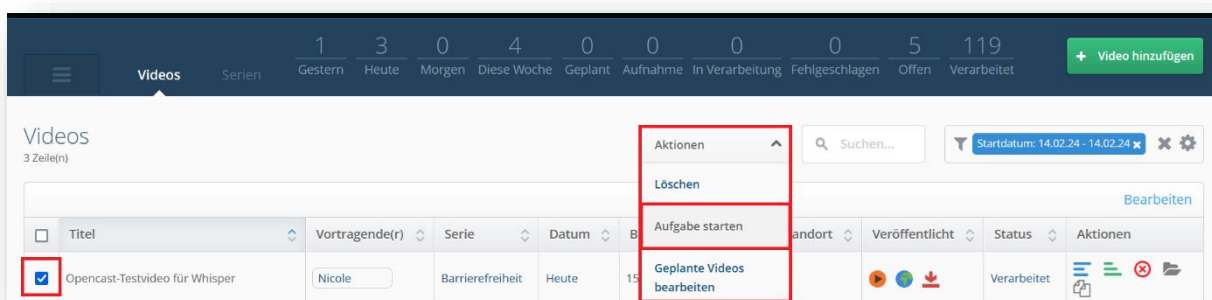 1 3 0 4 0 0 0 0 5 119
Gestern Heute Morgen Diese Woche Geplant Aufnahme In Verarbeitung Fehlgeschlagen Offen Verarbeitet
Videos Serien
+ Video hinzufügen
Videos
3 Zeile(n)
Aktionen
Suchen...
Startdatum: 14.02.24 - 14.02.24
Löschen
Bearbeiten
Titel Vortragende(r) Serie Datum B Aufgabe starten andort Veröffentlicht Status Aktionen
Opencast-Testvideo für Whisper Nicole Barrierefreiheit Heute 15 Geplante Videos Verarbeitet
bearbeiten